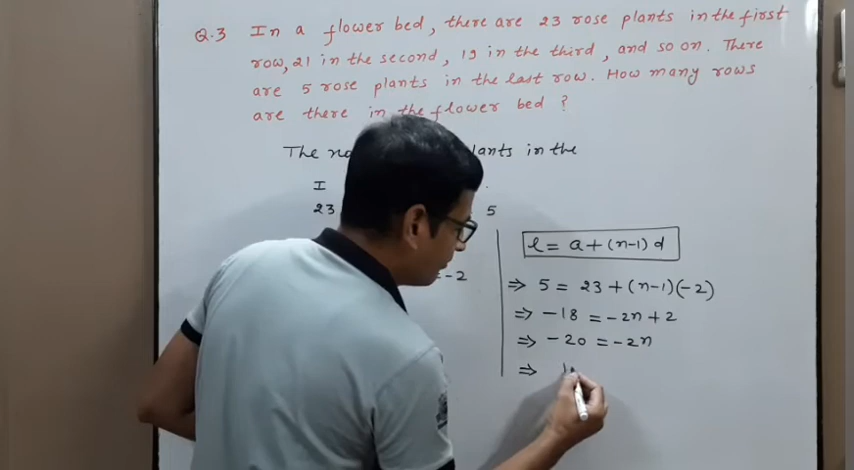 Q.3 In a flower bed, there are 23 rose plants in the first
row, 21 in the second, 19 in the third, and so on. There
are 5 rose plants in the last row. How many rows
are there in the flower bed ?
The in the
I
23 5
= -2
l = a + (n-1) d
⇒ 5 = 23 + (n-1)(-2)
⇒ -18 = -2n + 2
⇒ -20 = -2n
⇒ 1